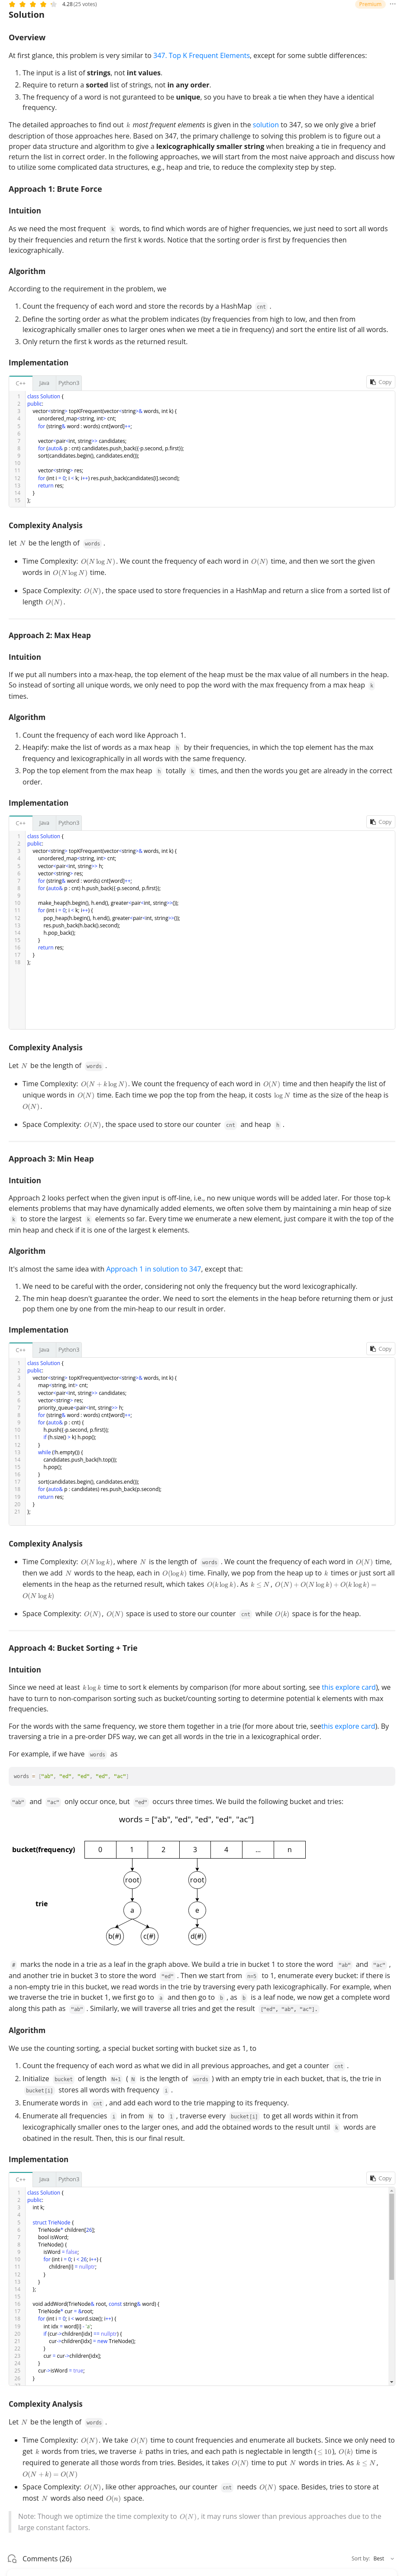 4.28 (25 votes)
Premium
Solution
Overview
At first glance, this problem is very similar to 347. Top K Frequent Elements, except for some subtle differences:
1. The input is a list of strings, not int values.
2. Require to return a sorted list of strings, not in any order.
3. The frequency of a word is not guranteed to be unique, so you have to break a tie when they have a identical
frequency.
The detailed approaches to find out k most frequent elements is given in the solution to 347, so we only give a brief
description of those approaches here. Based on 347, the primary challenge to solving this problem is to figure out a
proper data structure and algorithm to give a lexicographically smaller string when breaking a tie in frequency and
return the list in correct order. In the following approaches, we will start from the most naive approach and discuss how
to utilize some complicated data structures, e.g., heap and trie, to reduce the complexity step by step.
Approach 1: Brute Force
Intuition
As we need the most frequent k words, to find which words are of higher frequencies, we just need to sort all words
by their frequencies and return the first k words. Notice that the sorting order is first by frequencies then
lexicographically.
Algorithm
According to the requirement in the problem, we
1. Count the frequency of each word and store the records by a HashMap cnt .
2. Define the sorting order as what the problem indicates (by frequencies from high to low, and then from
lexicographically smaller ones to larger ones when we meet a tie in frequency) and sort the entire list of all words.
3. Only return the first k words as the returned result.
Implementation
C++ Java Python3 Copy
1 class Solution {
2 public:
3 vector<string> topKFrequent(vector<string>& words, int k) {
4 unordered_map<string, int> cnt;
5 for (string& word : words) cnt[word]++;
6
7 vector<pair<int, string>> candidates;
8 for (auto& p : cnt) candidates.push_back({-p.second, p.first});
9 sort(candidates.begin(), candidates.end());
10
11 vector<string> res;
12 for (int i = 0; i < k; i++) res.push_back(candidates[i].second);
13 return res;
14 }
15 };
Complexity Analysis
let N be the length of words .
• Time Complexity: O(N log N). We count the frequency of each word in O(N) time, and then we sort the given
words in O(N log N) time.
• Space Complexity: O(N), the space used to store frequencies in a HashMap and return a slice from a sorted list of
length O(N).
Approach 2: Max Heap
Intuition
If we put all numbers into a max-heap, the top element of the heap must be the max value of all numbers in the heap.
So instead of sorting all unique words, we only need to pop the word with the max frequency from a max heap k
times.
Algorithm
1. Count the frequency of each word like Approach 1.
2. Heapify: make the list of words as a max heap h by their frequencies, in which the top element has the max
frequency and lexicographically in all words with the same frequency.
3. Pop the top element from the max heap h totally k times, and then the words you get are already in the correct
order.
Implementation
C++ Java Python3 Copy
1 class Solution {
2 public:
3 vector<string> topKFrequent(vector<string>& words, int k) {
4 unordered_map<string, int> cnt;
5 vector<pair<int, string>> h;
6 vector<string> res;
7 for (string& word : words) cnt[word]++;
8 for (auto& p : cnt) h.push_back({-p.second, p.first});
9
10 make_heap(h.begin(), h.end(), greater<pair<int, string>>());
11 for (int i = 0; i < k; i++) {
12 pop_heap(h.begin(), h.end(), greater<pair<int, string>>());
13 res.push_back(h.back().second);
14 h.pop_back();
15 }
16 return res;
17 }
18 };
Complexity Analysis
Let N be the length of words .
• Time Complexity: O(N + k log N). We count the frequency of each word in O(N) time and then heapify the list of
unique words in O(N) time. Each time we pop the top from the heap, it costs log N time as the size of the heap is
O(N).
• Space Complexity: O(N), the space used to store our counter cnt and heap h .
Approach 3: Min Heap
Intuition
Approach 2 looks perfect when the given input is off-line, i.e., no new unique words will be added later. For those top-k
elements problems that may have dynamically added elements, we often solve them by maintaining a min heap of size
k to store the largest k elements so far. Every time we enumerate a new element, just compare it with the top of the
min heap and check if it is one of the largest k elements.
Algorithm
It's almost the same idea with Approach 1 in solution to 347, except that:
1. We need to be careful with the order, considering not only the frequency but the word lexicographically.
2. The min heap doesn't guarantee the order. We need to sort the elements in the heap before returning them or just
pop them one by one from the min-heap to our result in order.
Implementation
C++ Java Python3 Copy
1 class Solution {
2 public:
3 vector<string> topKFrequent(vector<string>& words, int k) {
4 map<string, int> cnt;
5 vector<pair<int, string>> candidates;
6 vector<string> res;
7 priority_queue<pair<int, string>> h;
8 for (string& word : words) cnt[word]++;
9 for (auto& p : cnt) {
10 h.push({-p.second, p.first});
11 if (h.size() > k) h.pop();
12 }
13 while (!h.empty()) {
14 candidates.push_back(h.top());
15 h.pop();
16 }
17 sort(candidates.begin(), candidates.end());
18 for (auto& p : candidates) res.push_back(p.second);
19 return res;
20 }
21 };
Complexity Analysis
• Time Complexity: O(N log k), where N is the length of words . We count the frequency of each word in O(N) time,
then we add N words to the heap, each in O(log k) time. Finally, we pop from the heap up to k times or just sort all
elements in the heap as the returned result, which takes O(k log k). As k ≤ N, O(N) + O(N log k) + O(k log k) =
O(N log k)
• Space Complexity: O(N), O(N) space is used to store our counter cnt while O(k) space is for the heap.
Approach 4: Bucket Sorting + Trie
Intuition
Since we need at least k log k time to sort k elements by comparison (for more about sorting, see this explore card), we
have to turn to non-comparison sorting such as bucket/counting sorting to determine potential k elements with max
frequencies.
For the words with the same frequency, we store them together in a trie (for more about trie, seethis explore card). By
traversing a trie in a pre-order DFS way, we can get all words in the trie in a lexicographical order.
For example, if we have words as
words = ["ab", "ed", "ed", "ed", "ac"]
"ab" and "ac" only occur once, but "ed" occurs three times. We build the following bucket and tries:
words = ["ab", "ed", "ed", "ed", "ac"]
bucket(frequency) 0 1 2 3 4 ... n
root root
trie a e
b(#) c(#) d(#)
# marks the node in a trie as a leaf in the graph above. We build a trie in bucket 1 to store the word "ab" and "ac" ,
and another trie in bucket 3 to store the word "ed" . Then we start from n=5 to 1, enumerate every bucket: if there is
a non-empty trie in this bucket, we read words in the trie by traversing every path lexicographically. For example, when
we traverse the trie in bucket 1, we first go to a and then go to b , as b is a leaf node, we now get a complete word
along this path as "ab" . Similarly, we will traverse all tries and get the result ["ed", "ab", "ac"].
Algorithm
We use the counting sorting, a special bucket sorting with bucket size as 1, to
1. Count the frequency of each word as what we did in all previous approaches, and get a counter cnt .
2. Initialize bucket of length N+1 ( N is the length of words ) with an empty trie in each bucket, that is, the trie in
bucket[i] stores all words with frequency i .
3. Enumerate words in cnt , and add each word to the trie mapping to its frequency.
4. Enumerate all frequencies i in from N to 1 , traverse every bucket[i] to get all words within it from
lexicographically smaller ones to the larger ones, and add the obtained words to the result until k words are
obatined in the result. Then, this is our final result.
Implementation
C++ Java Python3 Copy
1 class Solution {
2 public:
3 int k;
4
5 struct TrieNode {
6 TrieNode* children[26];
7 bool isWord;
8 TrieNode() {
9 isWord = false;
10 for (int i = 0; i < 26; i++) {
11 children[i] = nullptr;
12 }
13 }
14 };
15
16 void addWord(TrieNode& root, const string& word) {
17 TrieNode* cur = &root;
18 for (int i = 0; i < word.size(); i++) {
19 int idx = word[i] - 'a';
20 if (cur->children[idx] == nullptr) {
21 cur->children[idx] = new TrieNode();
22 }
23 cur = cur->children[idx];
24 }
25 cur->isWord = true;
26 }
Complexity Analysis
Let N be the length of words .
• Time Complexity: O(N). We take O(N) time to count frequencies and enumerate all buckets. Since we only need to
get k words from tries, we traverse k paths in tries, and each path is neglectable in length (≤ 10), O(k) time is
required to generate all those words from tries. Besides, it takes O(N) time to put N words in tries. As k ≤ N,
O(N + k) = O(N)
• Space Complexity: O(N), like other approaches, our counter cnt needs O(N) space. Besides, tries to store at
most N words also need O(n) space.
Note: Though we optimize the time complexity to O(N), it may runs slower than previous approaches due to the
large constant factors.
Comments (26)
Sort by: Best